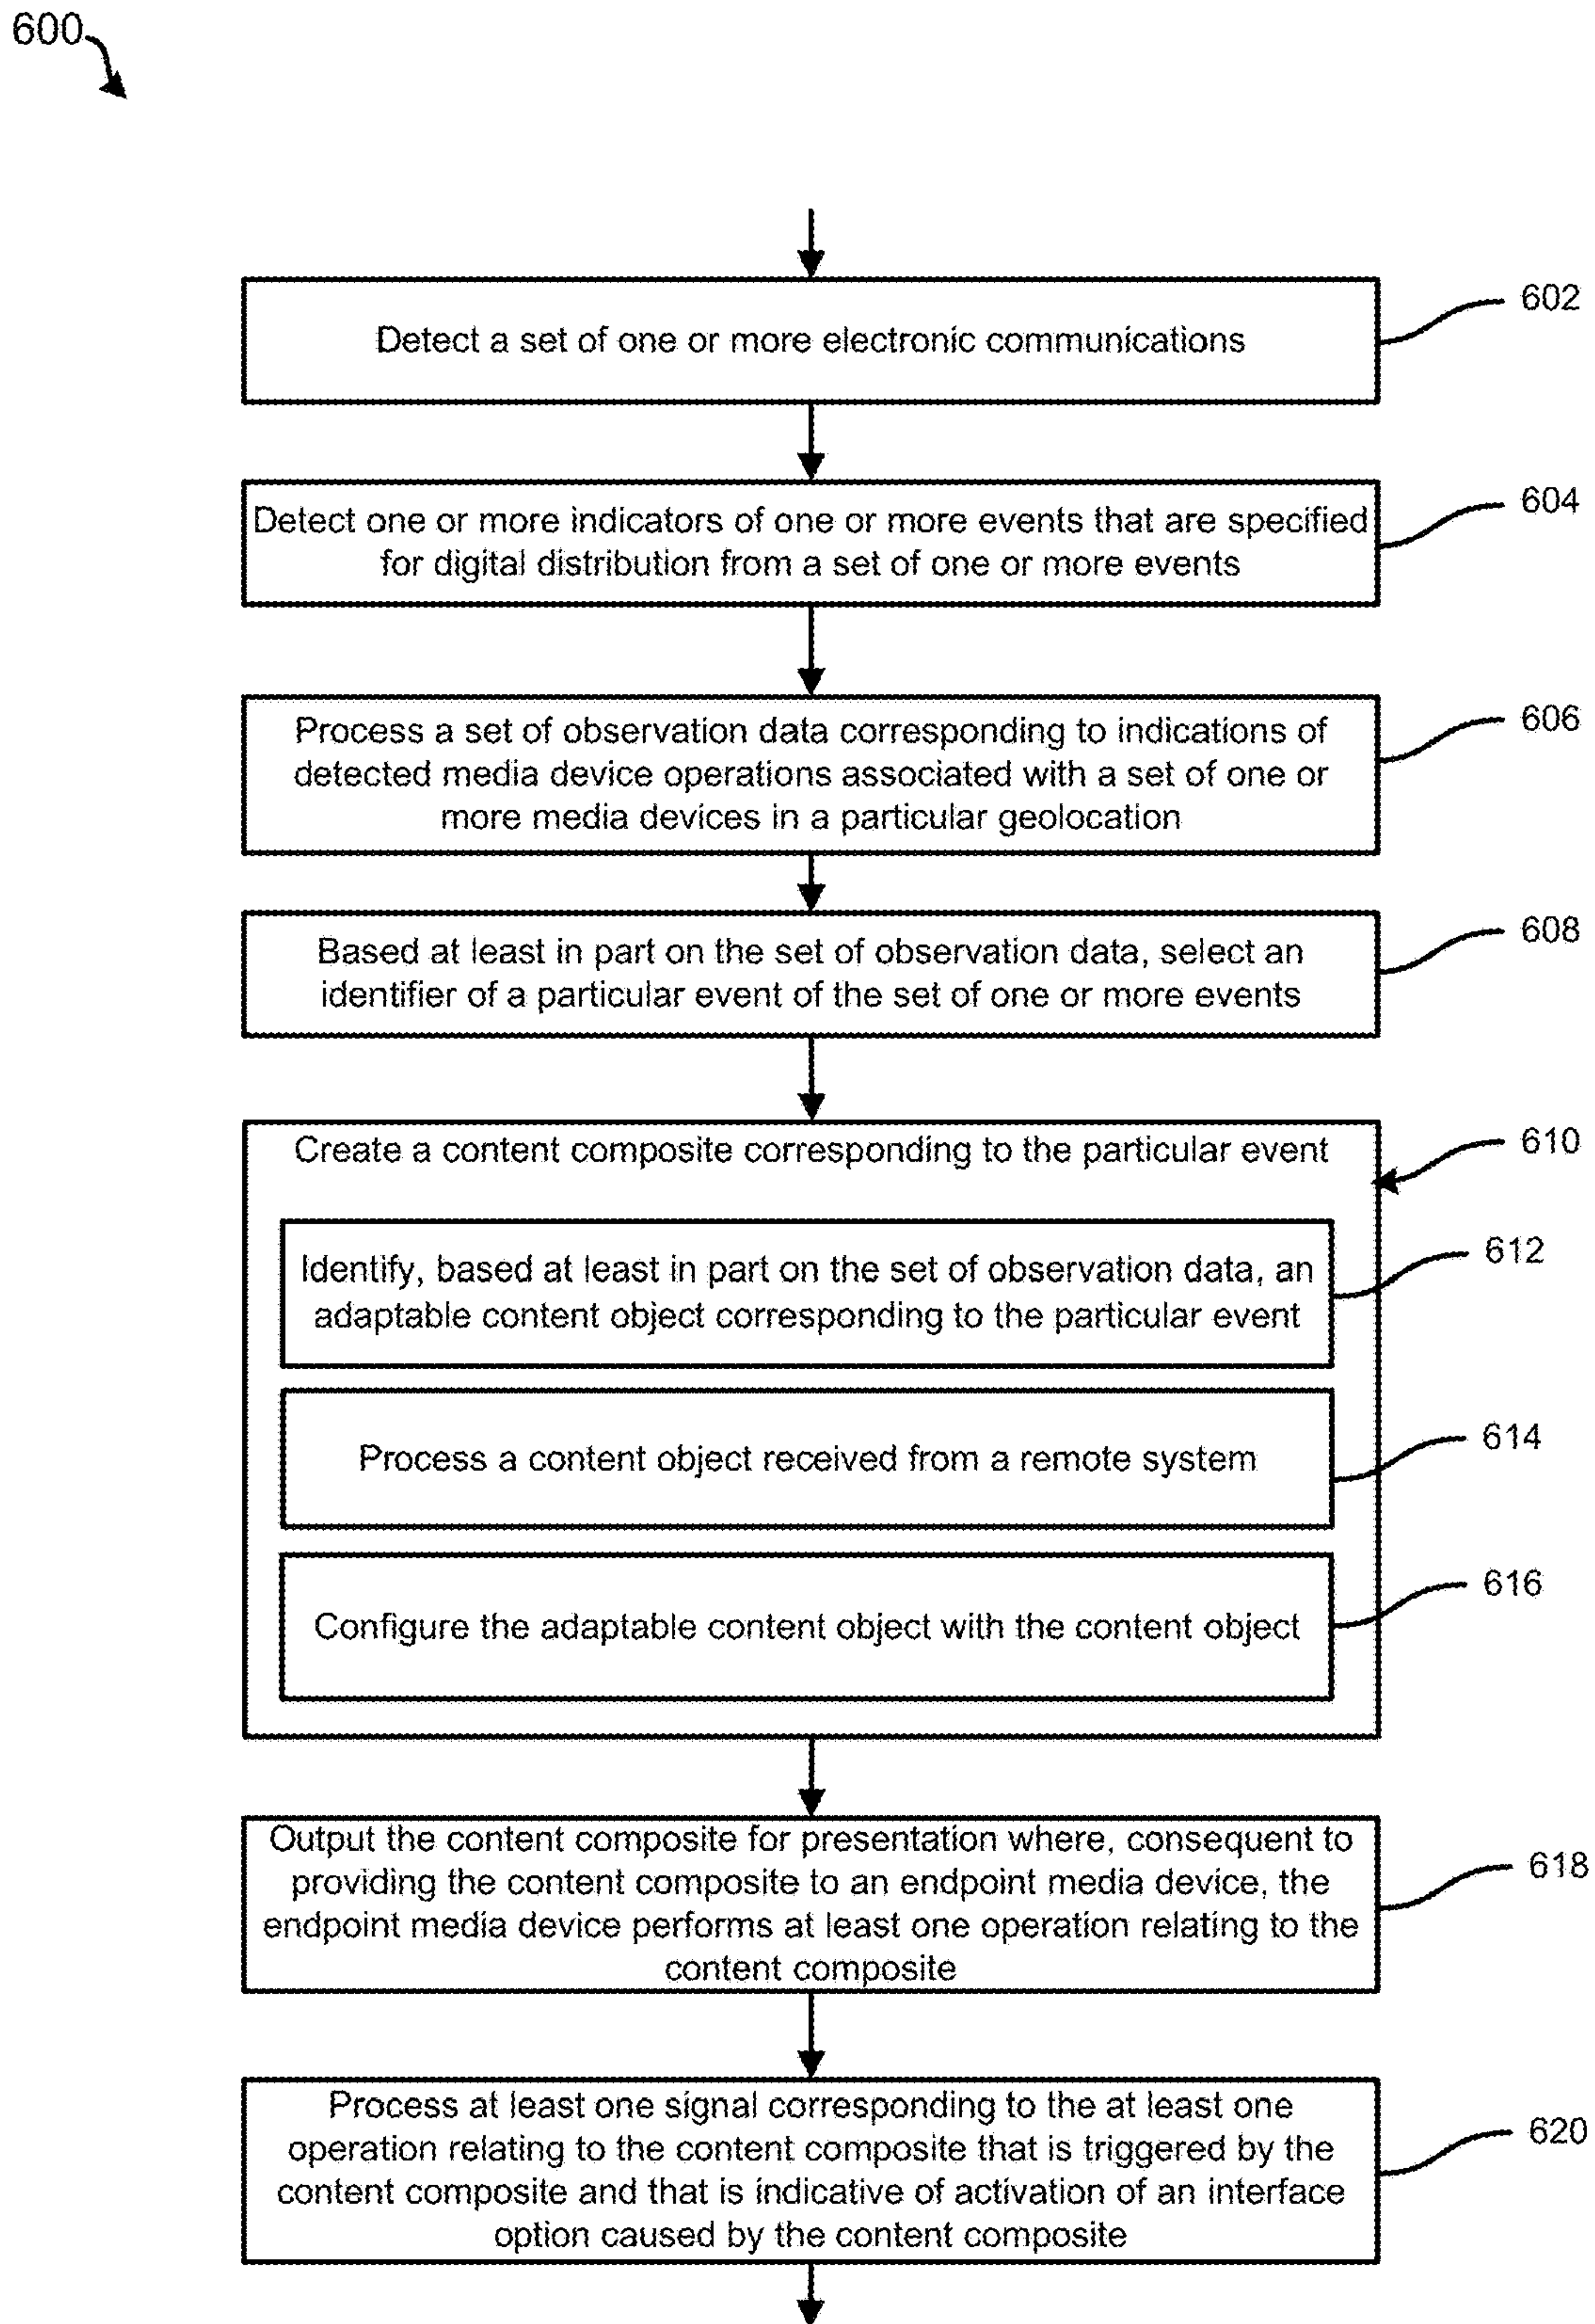 600
Detect a set of one or more electronic communications
602
Detect one or more indicators of one or more events that are specified
for digital distribution from a set of one or more events
604
Process a set of observation data corresponding to indications of
detected media device operations associated with a set of one or
more media devices in a particular geolocation
606
Based at least in part on the set of observation data, select an
identifier of a particular event of the set of one or more events
608
Create a content composite corresponding to the particular event
610
Identify, based at least in part on the set of observation data, an
adaptable content object corresponding to the particular event
612
Process a content object received from a remote system
614
Configure the adaptable content object with the content object
616
Output the content composite for presentation where, consequent to
providing the content composite to an endpoint media device, the
endpoint media device performs at least one operation relating to the
content composite
618
Process at least one signal corresponding to the at least one
operation relating to the content composite that is triggered by the
content composite and that is indicative of activation of an interface
option caused by the content composite
620